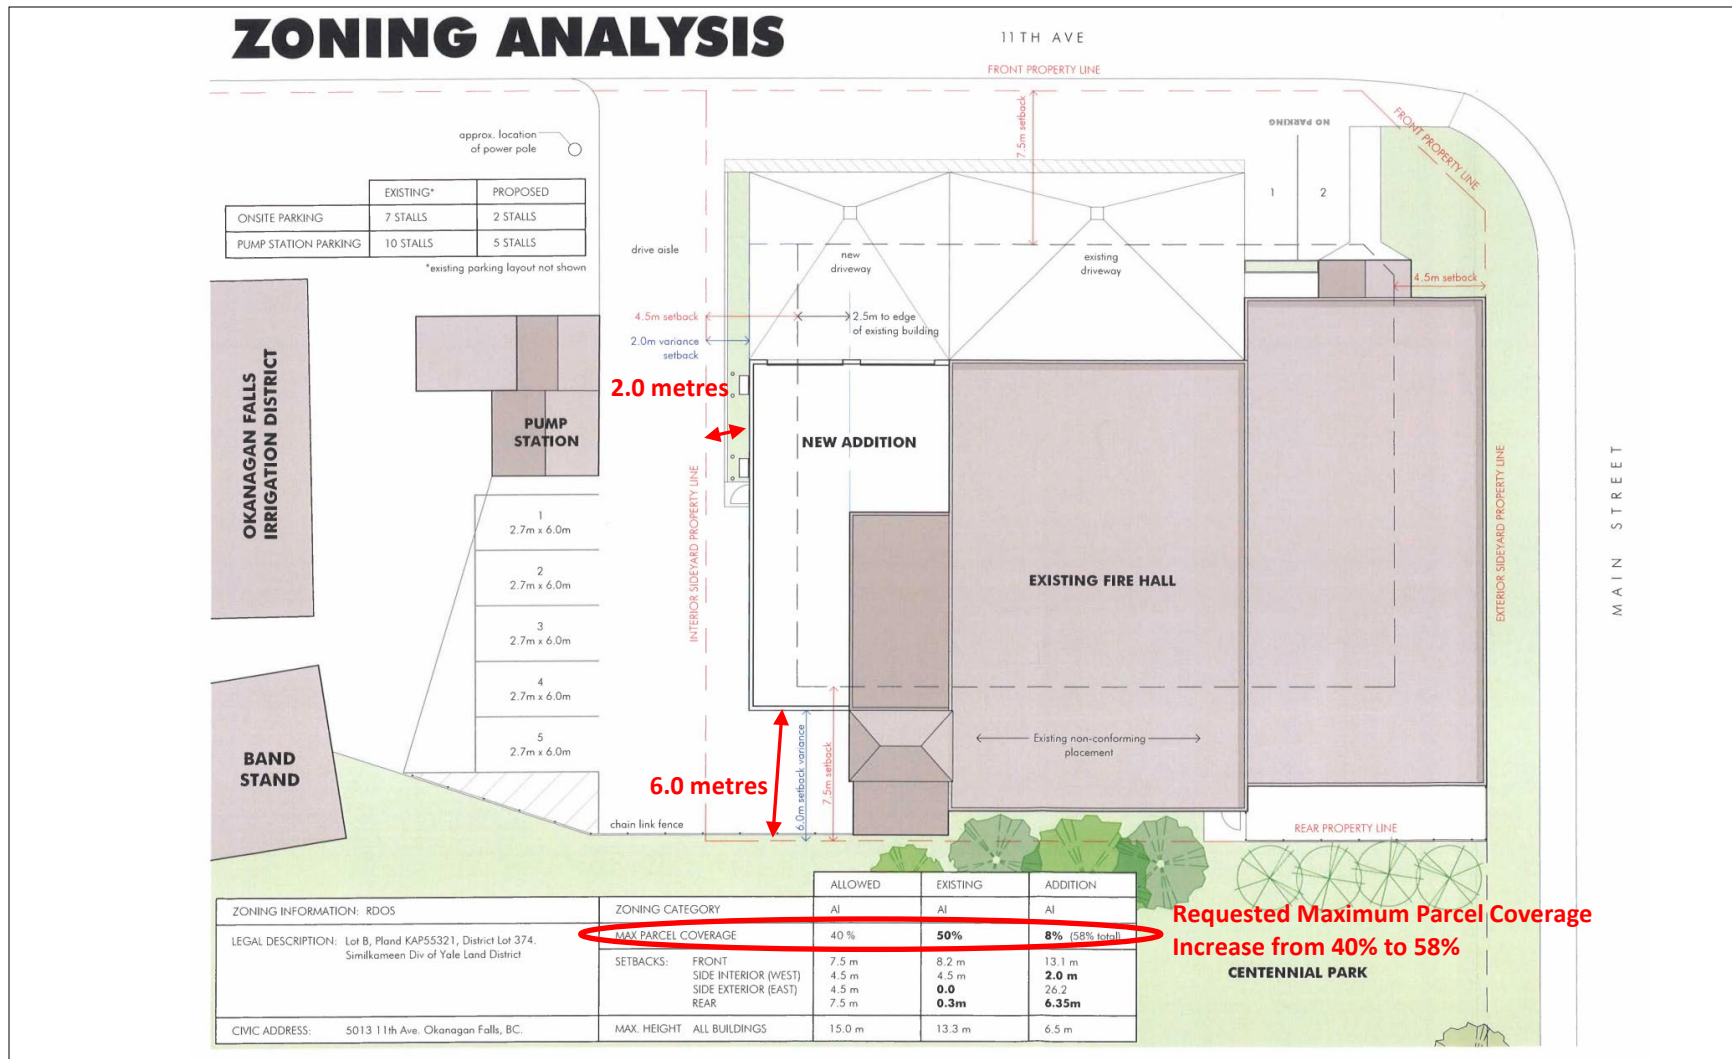 ZONING ANALYSIS
11TH AVE
FRONT PROPERTY LINE
FRONT PROPERTY LINE
7.5m setback
NO PARKING
1
2
approx. location
of power pole
EXISTING* PROPOSED
ONSITE PARKING 7 STALLS 2 STALLS
PUMP STATION PARKING 10 STALLS 5 STALLS
*existing parking layout not shown
drive aisle
new
driveway
existing
driveway
4.5m setback
4.5m setback
2.5m to edge
of existing building
2.0m variance
setback
2.0 metres
OKANAGAN FALLS
IRRIGATION DISTRICT
PUMP
STATION
NEW ADDITION
EXISTING FIRE HALL
INTERIOR SIDEYARD PROPERTY LINE
EXTERIOR SIDEYARD PROPERTY LINE
MAIN STREET
1
2.7m x 6.0m
2
2.7m x 6.0m
3
2.7m x 6.0m
4
2.7m x 6.0m
5
2.7m x 6.0m
BAND
STAND
Existing non-conforming
placement
6.0 metres
6.0m setback variance
7.5m setback
chain link fence
REAR PROPERTY LINE
ALLOWED EXISTING ADDITION
ZONING INFORMATION: RDOS
ZONING CATEGORY AI AI AI
LEGAL DESCRIPTION: Lot B, Pland KAP55321, District Lot 374.
Similkameen Div of Yale Land District
MAX PARCEL COVERAGE 40 % 50% 8% (58% total)
SETBACKS: FRONT 7.5 m 8.2 m 13.1 m
SIDE INTERIOR (WEST) 4.5 m 4.5 m 2.0 m
SIDE EXTERIOR (EAST) 4.5 m 0.0 26.2
REAR 7.5 m 0.3m 6.35m
CIVIC ADDRESS: 5013 11th Ave. Okanagan Falls, BC.
MAX. HEIGHT ALL BUILDINGS 15.0 m 13.3 m 6.5 m
Requested Maximum Parcel Coverage
Increase from 40% to 58%
CENTENNIAL PARK